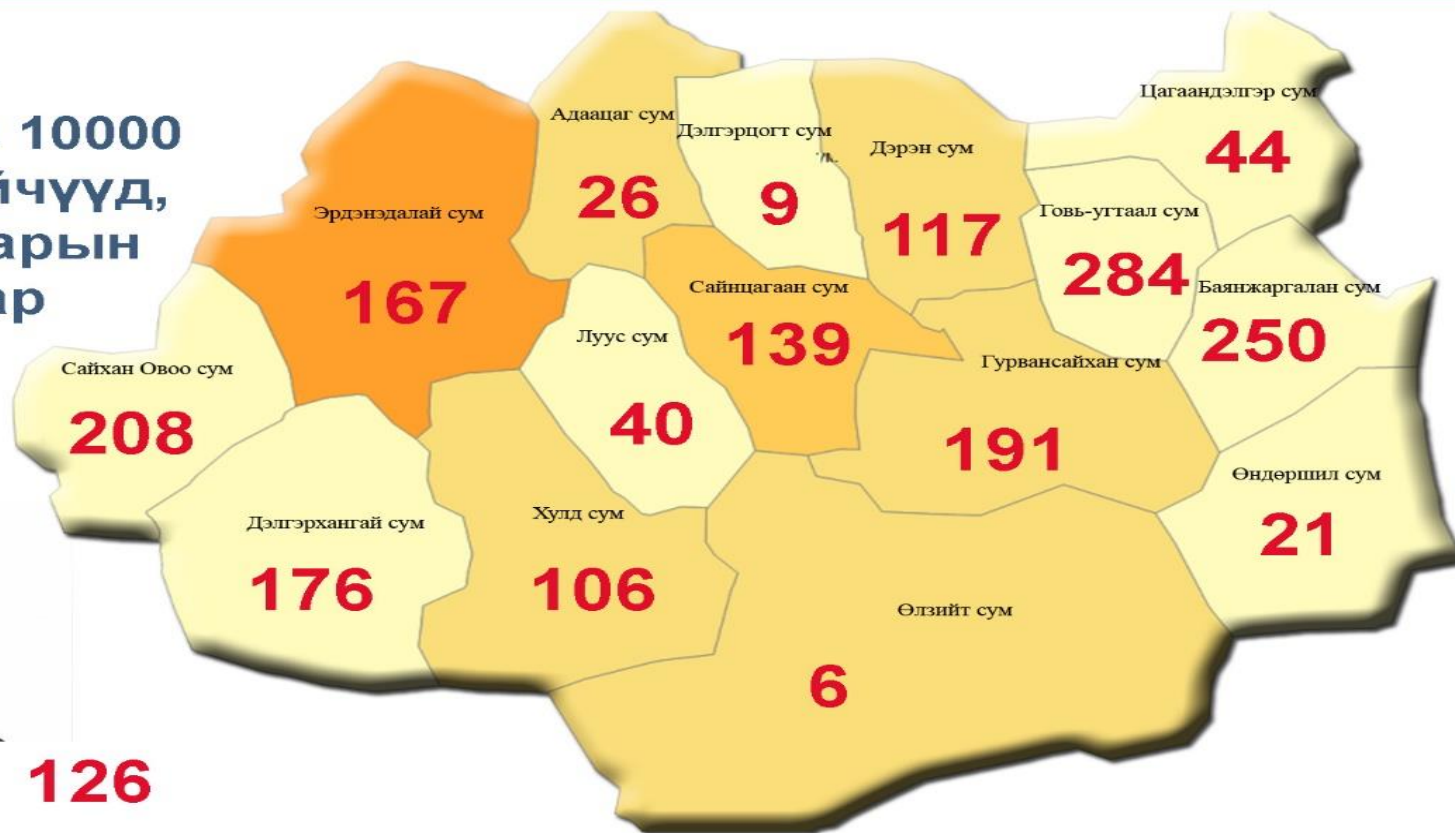 10000
йчүүд,
арын
ар
Цагаандэлгэр сум
44
Адаацаг сум
26
Дэлгэрцогт сум
9
Дэрэн сум
117
Эрдэнэдалай сум
167
Говь-угтаал сум
284
Сайнцагаан сум
139
Баянжаргалан сум
250
Луус сум
40
Гурвансайхан сум
191
Сайхан Овоо сум
208
Өндөршил сум
21
Дэлгэрхангай сум
176
Хулд сум
106
Өлзийт сум
6
126